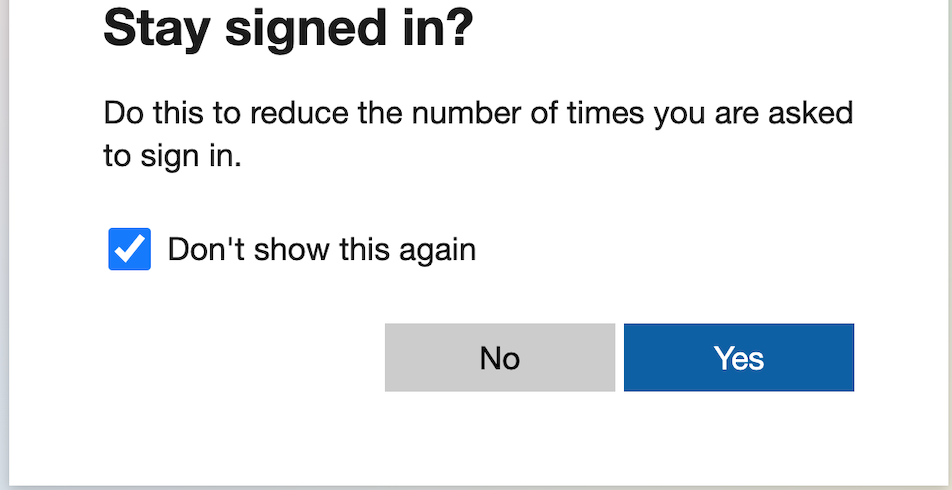 Stay signed in?
Do this to reduce the number of times you are asked
to sign in.
Don't show this again
No
Yes